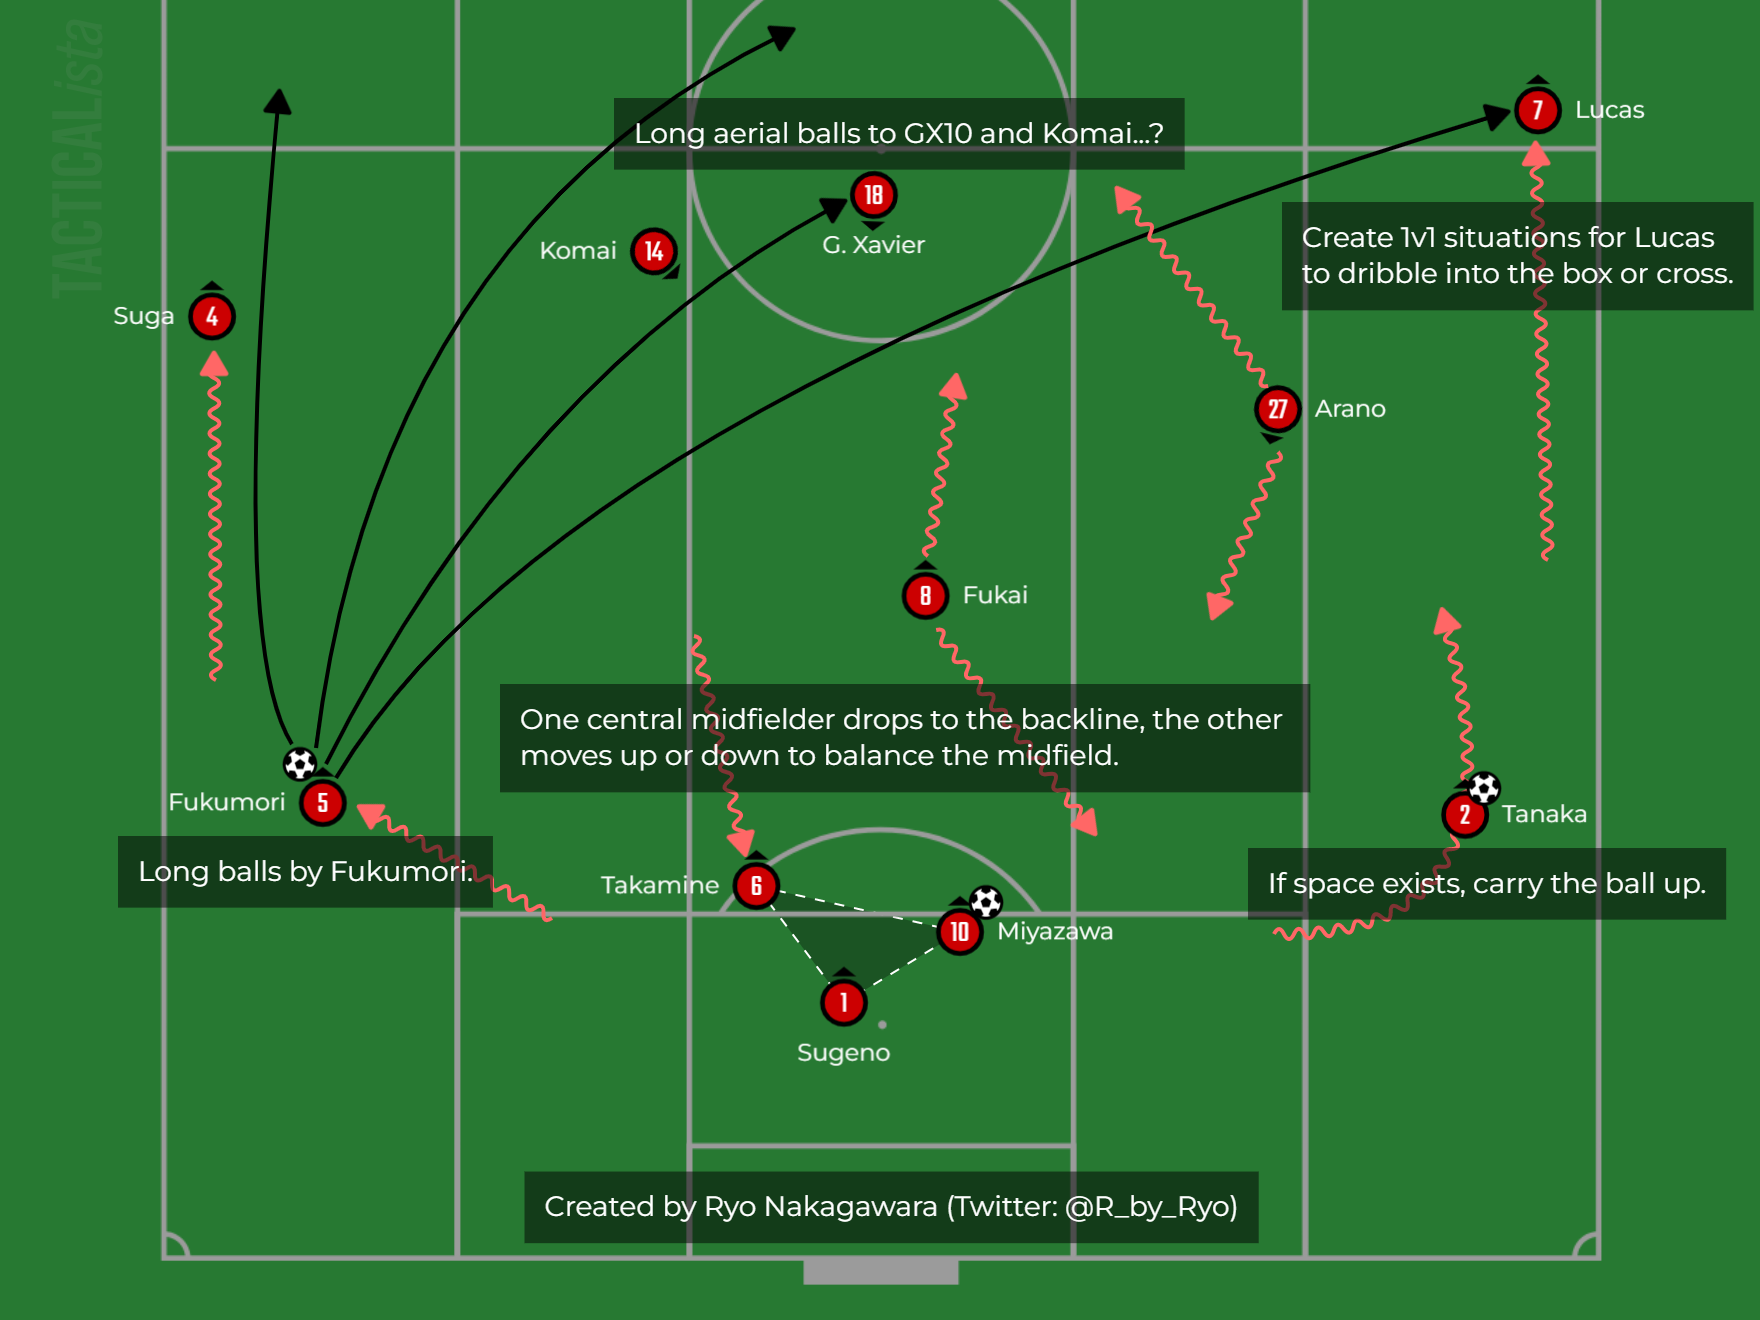 TACTICALista
Long aerial balls to GX10 and Komai...?
7 Lucas
18
G. Xavier
Komai 14
Create 1v1 situations for Lucas
to dribble into the box or cross.
Suga 4
27 Arano
8 Fukai
One central midfielder drops to the backline, the other
moves up or down to balance the midfield.
Fukumori 5
2 Tanaka
Long balls by Fukumori.
If space exists, carry the ball up.
Takamine 6
10 Miyazawa
1
Sugeno
Created by Ryo Nakagawara (Twitter: @R_by_Ryo)